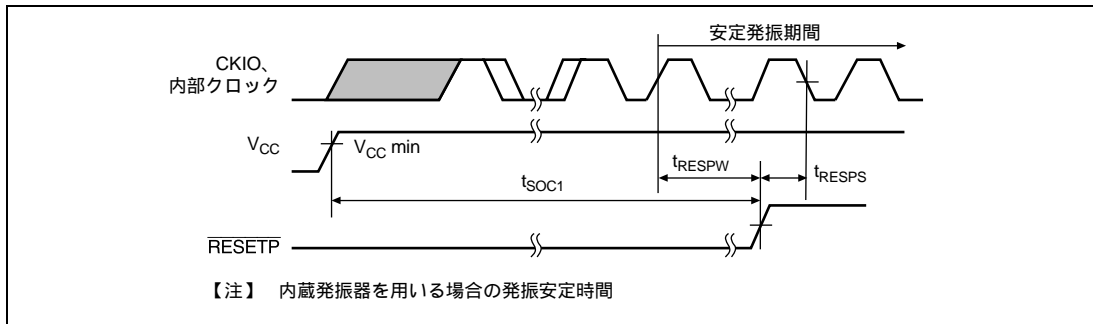 安定発振期間
CKIO、
内部クロック
VCC
VCC min
tRESPW
tRESPS
tSOC1
RESETP
【注】 内蔵発振器を用いる場合の発振安定時間